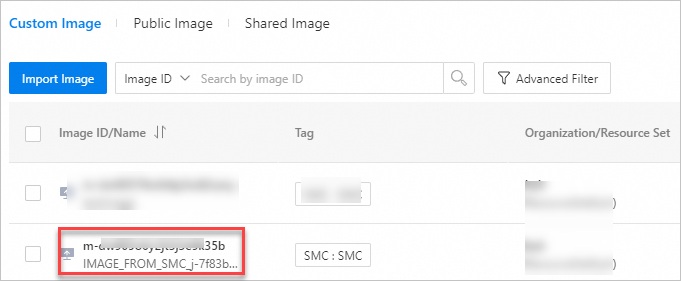 Custom Image Public Image Shared Image
Import Image Image ID Search by image ID Advanced Filter
Image ID/Name Tag Organization/Resource Set
SMC : SMC
IMAGE_FROM_SMC_j-7f83b...